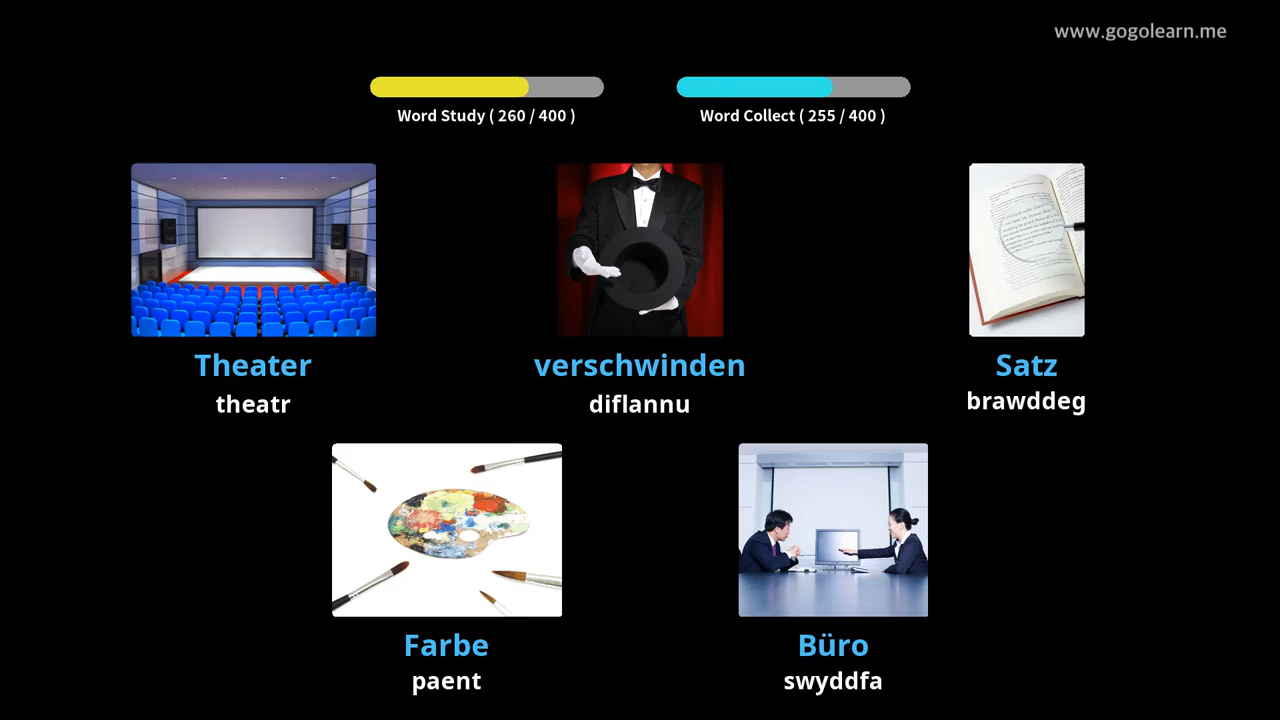 www.gogolearn.me
Word Study ( 260 / 400 )
Word Collect ( 255 / 400 )
Theater
theatr
verschwinden
diflannu
Satz
brawddeg
Farbe
paent
Büro
swyddfa